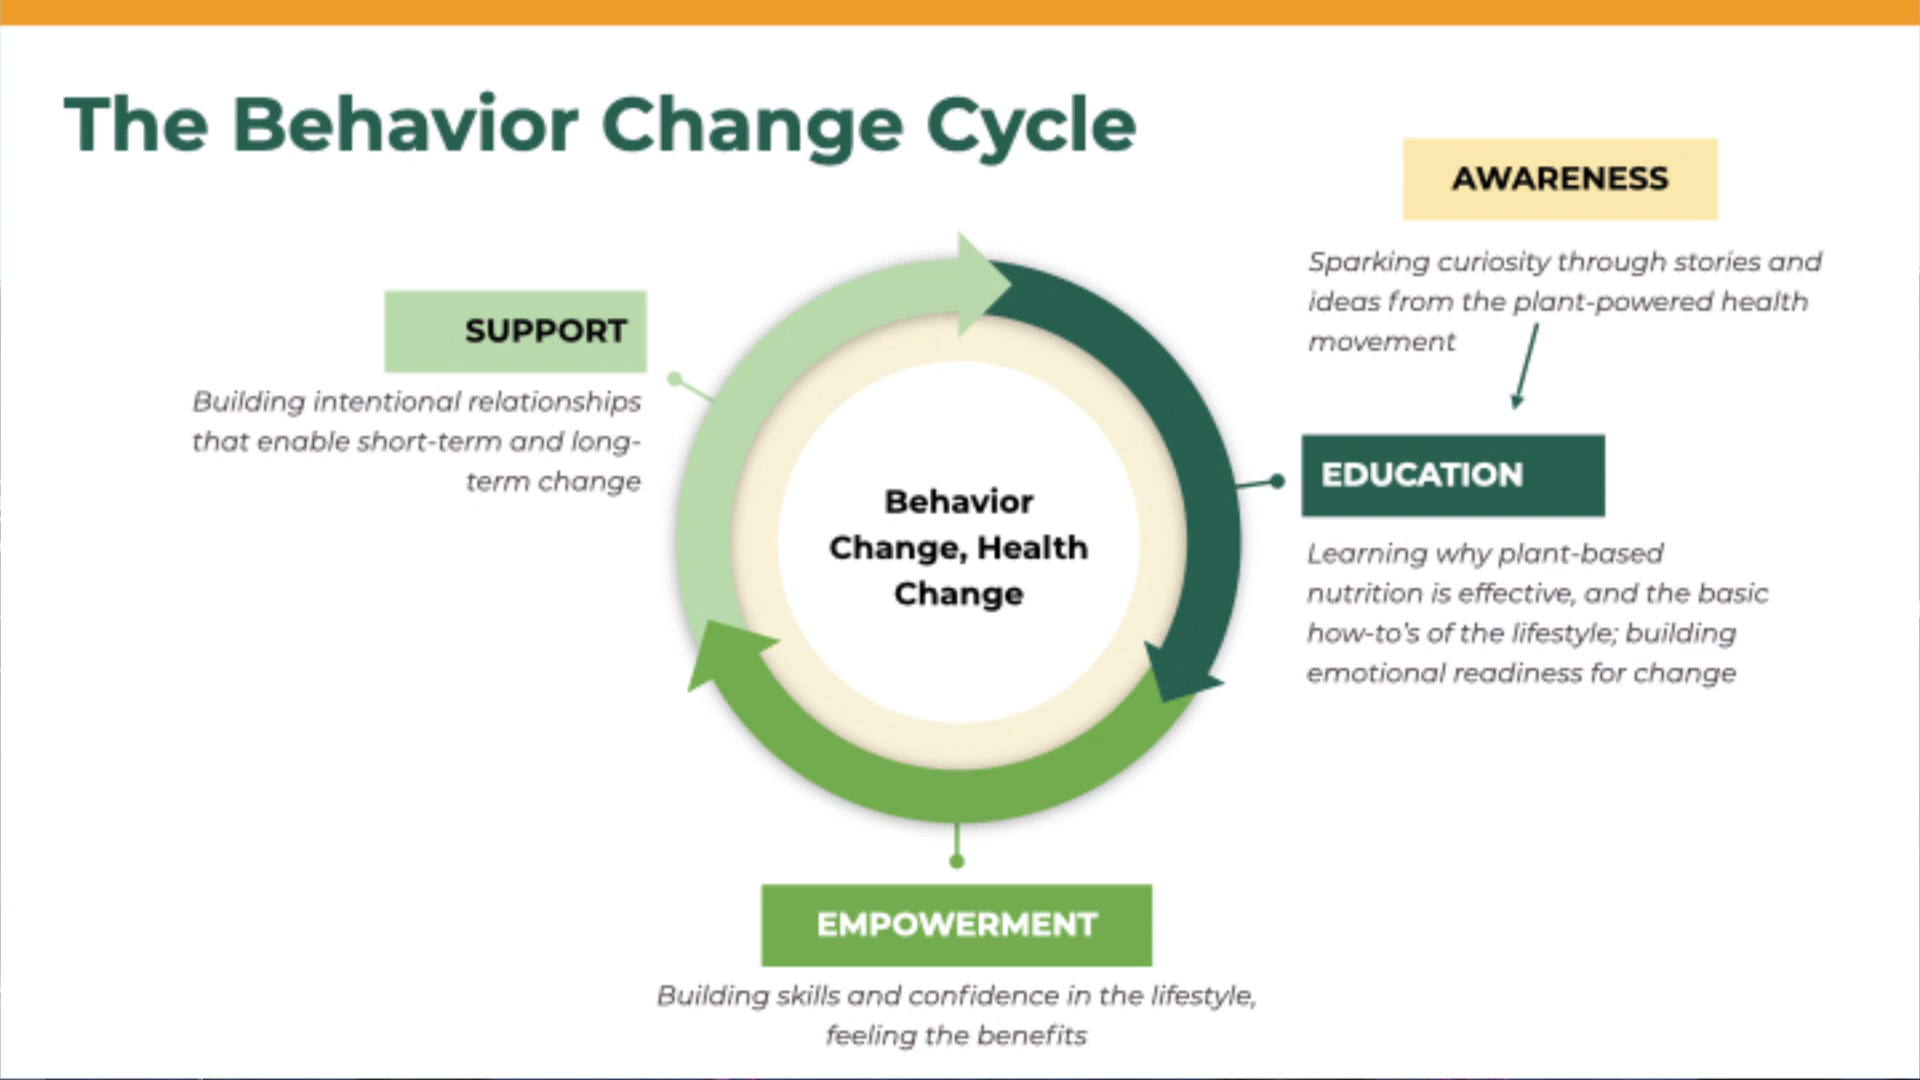 The Behavior Change Cycle
AWARENESS
Sparking curiosity through stories and
ideas from the plant-powered health
movement
SUPPORT
Building intentional relationships
that enable short-term and long-
term change
EDUCATION
Learning why plant-based
nutrition is effective, and the basic
how-to's of the lifestyle; building
emotional readiness for change
Behavior
Change, Health
Change
EMPOWERMENT
Building skills and confidence in the lifestyle,
feeling the benefits